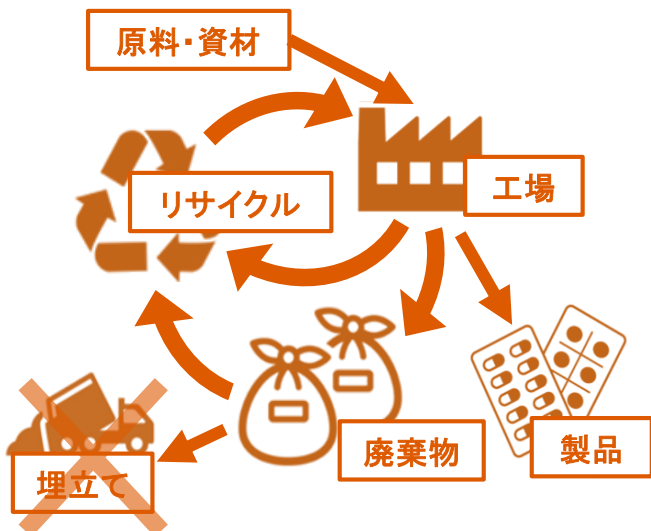 原料・資材
工場
リサイクル
廃棄物
製品
埋立て